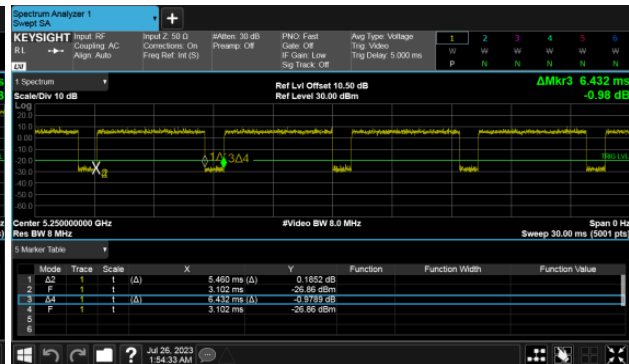 Spectrum Analyzer 1
Swept SA
+
KEYSIGHT Input: RF Input Z: 50 Ω #Atten: 30 dB PNO: Fast Avg Type: Voltage 1 2 3 4 5 6
RL Coupling: AC Corrections: On Preamp: Off Gate: Off Trig: Video W W W W W W
Align: Auto Freq Ref: Int (S) IF Gain: Low Trig Delay: 5.000 ms P N N N N N
Sig Track: Off
LXI
1 Spectrum Ref Lvl Offset 10.50 dB ΔMkr3 6.432 ms
Scale/Div 10 dB Ref Level 30.00 dBm -0.98 dB
Log
20.0
10.0
0.00
-10.0
-20.0 TRIG LVL
-30.0
-40.0
-50.0
-60.0
1Δ 3Δ4
Center 5.250000000 GHz #Video BW 8.0 MHz Span 0 Hz
Res BW 8 MHz Sweep 30.00 ms (5001 pts)
5 Marker Table
Mode Trace Scale X Y Function Function Width Function Value
1 Δ2 1 t (Δ) 5.460 ms (Δ) 0.1852 dB
2 F 1 t 3.102 ms -26.86 dBm
3 Δ4 1 t (Δ) 6.432 ms (Δ) -0.9789 dB
4 F 1 t 3.102 ms -26.86 dBm
5
6
? Jul 26, 2023
1:54:33 AM